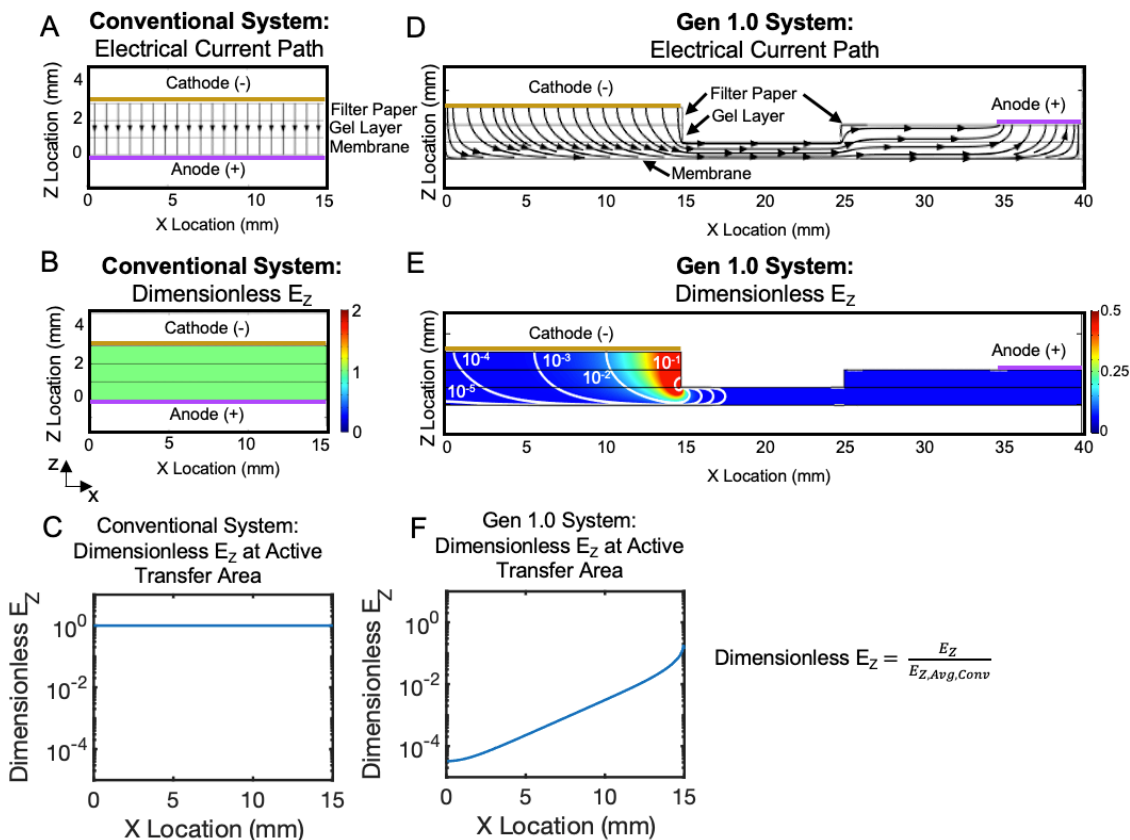 A
Conventional System:
Electrical Current Path
Z Location (mm)
4
2
0
Cathode (-)
Anode (+)
Filter Paper
Gel Layer
Membrane
0 5 10 15
X Location (mm)
D
Gen 1.0 System:
Electrical Current Path
Z Location (mm)
4
2
0
Cathode (-)
Filter Paper
Gel Layer
Membrane
Anode (+)
0 5 10 15 20 25 30 35 40
X Location (mm)
B
Conventional System:
Dimensionless E_Z
Z Location (mm)
4
2
0
Cathode (-)
Anode (+)
2
1
0
0 5 10 15
X Location (mm)
Z
X
E
Gen 1.0 System:
Dimensionless E_Z
Z Location (mm)
4
2
0
Cathode (-)
10^-4 10^-3 10^-2 10^-1
10^-5
Anode (+)
0.5
0.25
0
0 5 10 15 20 25 30 35 40
X Location (mm)
C
Conventional System:
Dimensionless E_Z at Active
Transfer Area
Dimensionless E_Z
10^0
10^-2
10^-4
0 5 10 15
X Location (mm)
F
Gen 1.0 System:
Dimensionless E_Z at Active
Transfer Area
Dimensionless E_Z
10^0
10^-2
10^-4
0 5 10 15
X Location (mm)
Dimensionless E_Z = E_Z / E_Z,Avg,Conv